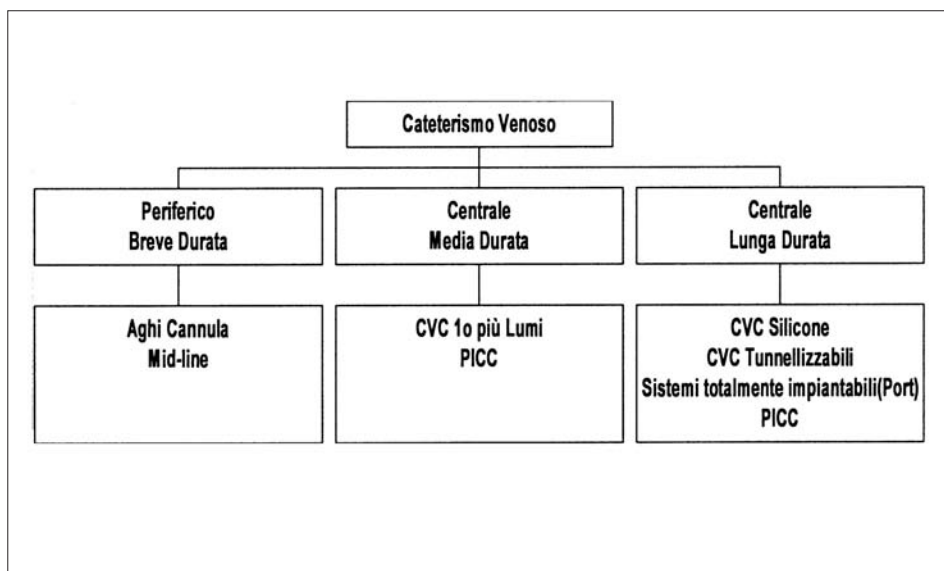 Cateterismo Venoso
Periferico
Breve Durata
Centrale
Media Durata
Centrale
Lunga Durata
Aghi Cannula
Mid-line
CVC 1o più Lumi
PICC
CVC Silicone
CVC Tunnellizzabili
Sistemi totalmente impiantabili(Port)
PICC